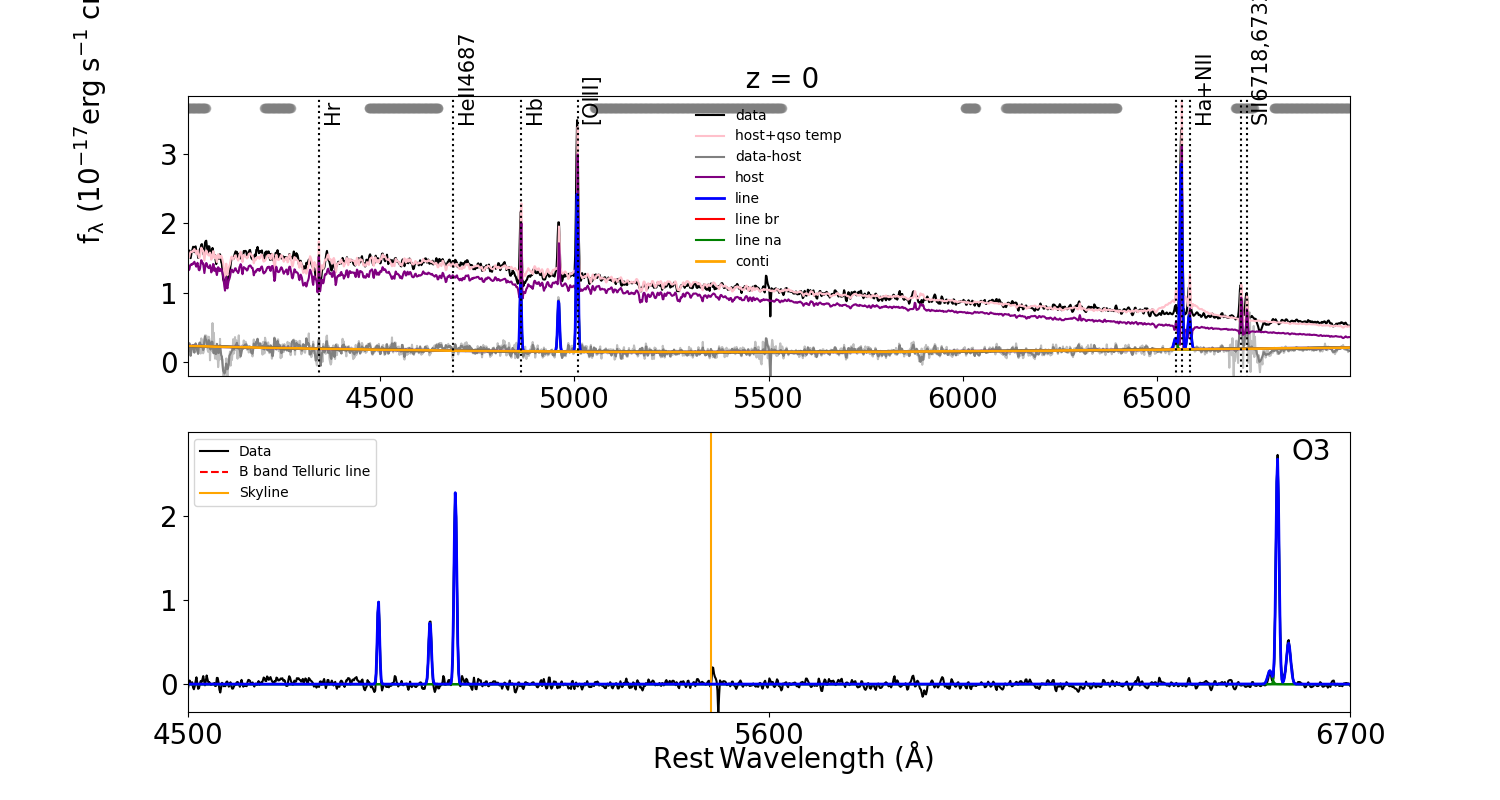 z = 0
f_λ (10^−17 erg s^−1 c
Hr
HeII4687
Hb
[OIII]
Ha+NII
SII6718,673
data
host+qso temp
data-host
host
line
line br
line na
conti
3
2
1
0
4500 5000 5500 6000 6500
Data
B band Telluric line
Skyline
O3
2
1
0
4500 5600 6700
Rest Wavelength (Å)